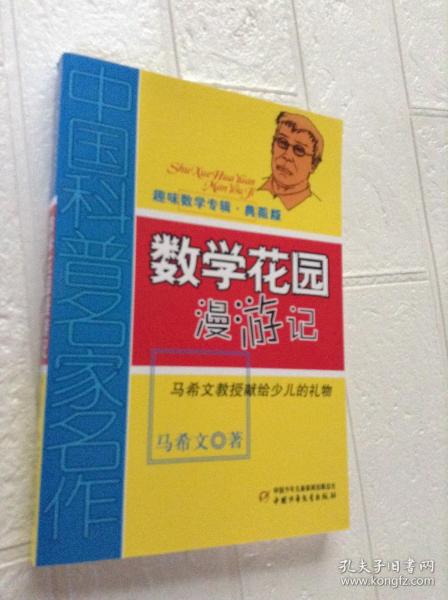 中国科普名家名作
Shu Xue Hua Yuan
Man You Ji
趣味数学专辑·典藏版
数学花园
漫游记
马希文教授献给少儿的礼物
马希文 著
中国少年儿童新闻出版总社
中国少年儿童出版社
孔夫子旧书网
www.kongfz.com